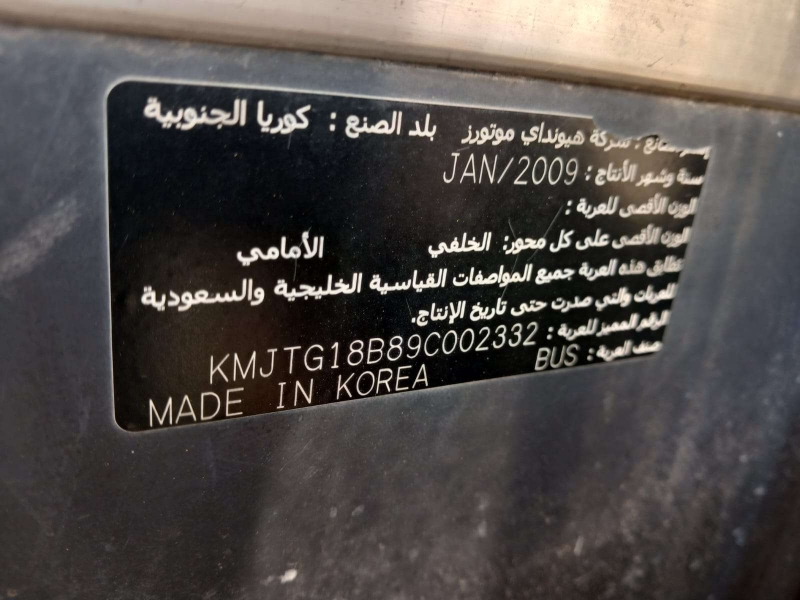 إسم الصانع : شركة هيونداي موتورز بلد الصنع : كوريا الجنوبية
سنة وشهر الأنتاج : JAN/2009
الوزن الأقصى للعربة :
الوزن الأقصى على كل محور: الخلفي الأمامي
تطابق هذه العربة جميع المواصفات القياسية الخليجية والسعودية
للعربات والتي صدرت حتى تاريخ الإنتاج.
الرقم المميز للعربة : KMJTG18B89C002332
صنف العربة : BUS
MADE IN KOREA